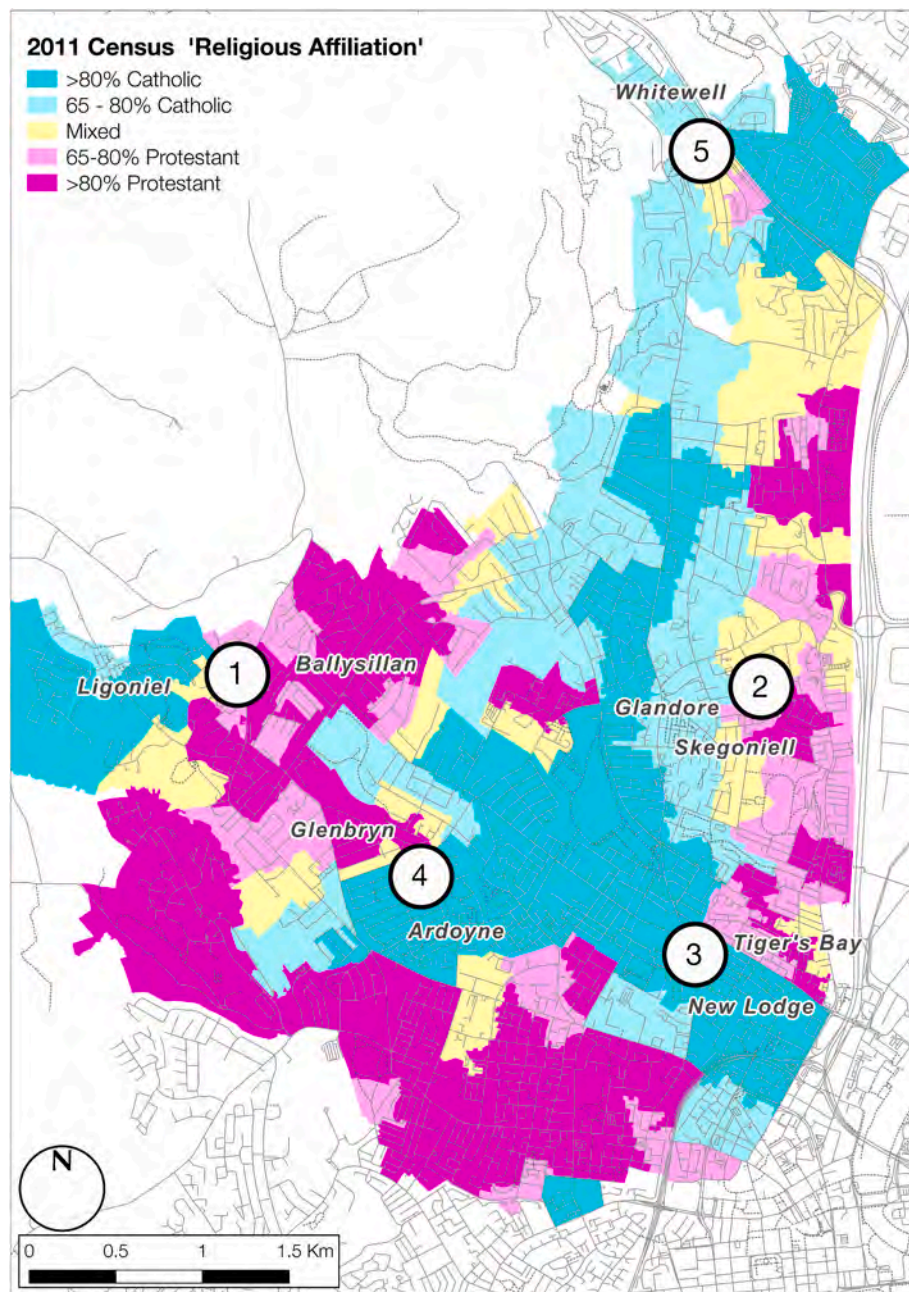 2011 Census 'Religious Affiliation'
>80% Catholic
65 - 80% Catholic
Mixed
65-80% Protestant
>80% Protestant
Whitewell
5
1
Ballysillan
Ligoniel
2
Glandore
Skegoniell
Glenbryn
4
Ardoyne
3
Tiger's Bay
New Lodge
N
0 0.5 1 1.5 Km